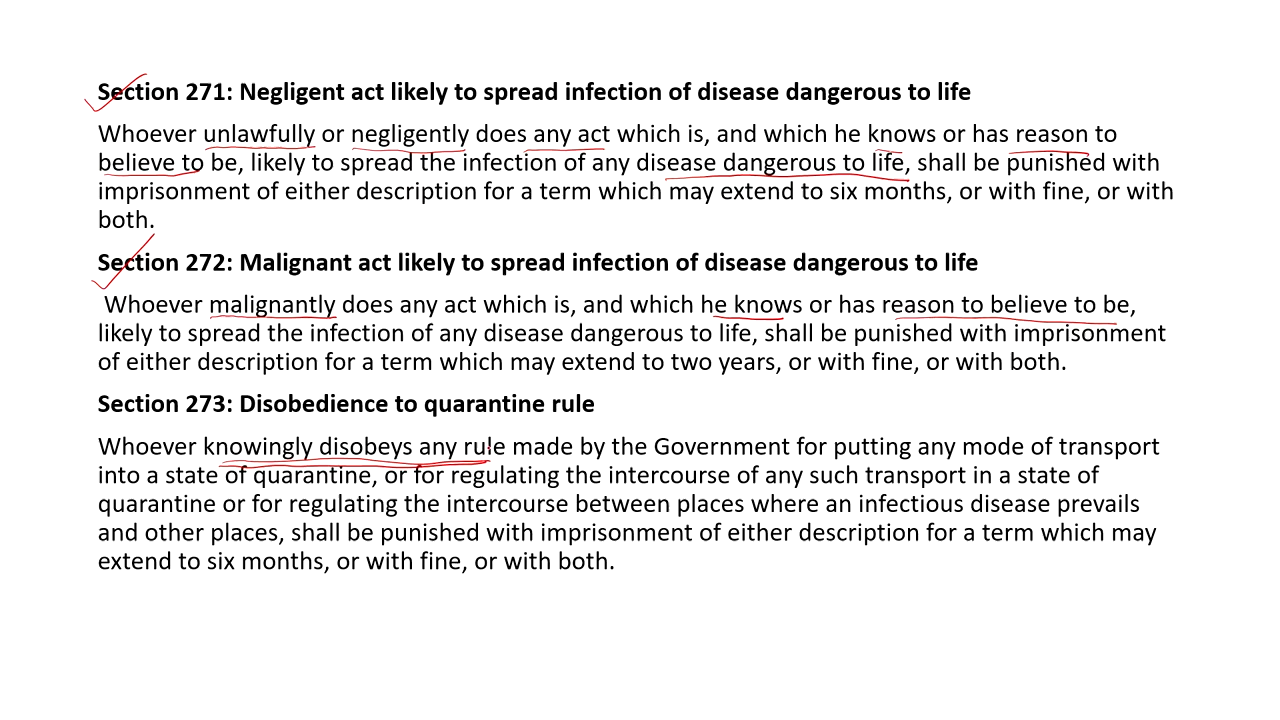 Section 271: Negligent act likely to spread infection of disease dangerous to life
Whoever unlawfully or negligently does any act which is, and which he knows or has reason to
believe to be, likely to spread the infection of any disease dangerous to life, shall be punished with
imprisonment of either description for a term which may extend to six months, or with fine, or with
both.
Section 272: Malignant act likely to spread infection of disease dangerous to life
Whoever malignantly does any act which is, and which he knows or has reason to believe to be,
likely to spread the infection of any disease dangerous to life, shall be punished with imprisonment
of either description for a term which may extend to two years, or with fine, or with both.
Section 273: Disobedience to quarantine rule
Whoever knowingly disobeys any rule made by the Government for putting any mode of transport
into a state of quarantine, or for regulating the intercourse of any such transport in a state of
quarantine or for regulating the intercourse between places where an infectious disease prevails
and other places, shall be punished with imprisonment of either description for a term which may
extend to six months, or with fine, or with both.